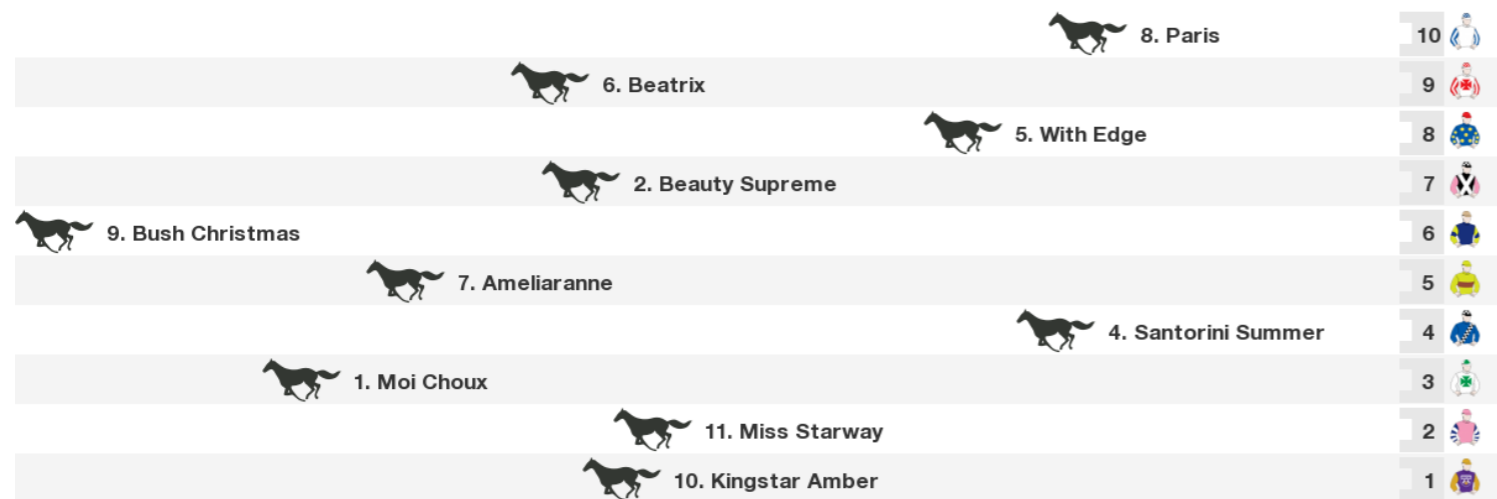 8. Paris 10
6. Beatrix 9
5. With Edge 8
2. Beauty Supreme 7
9. Bush Christmas 6
7. Ameliaranne 5
4. Santorini Summer 4
1. Moi Choux 3
11. Miss Starway 2
10. Kingstar Amber 1